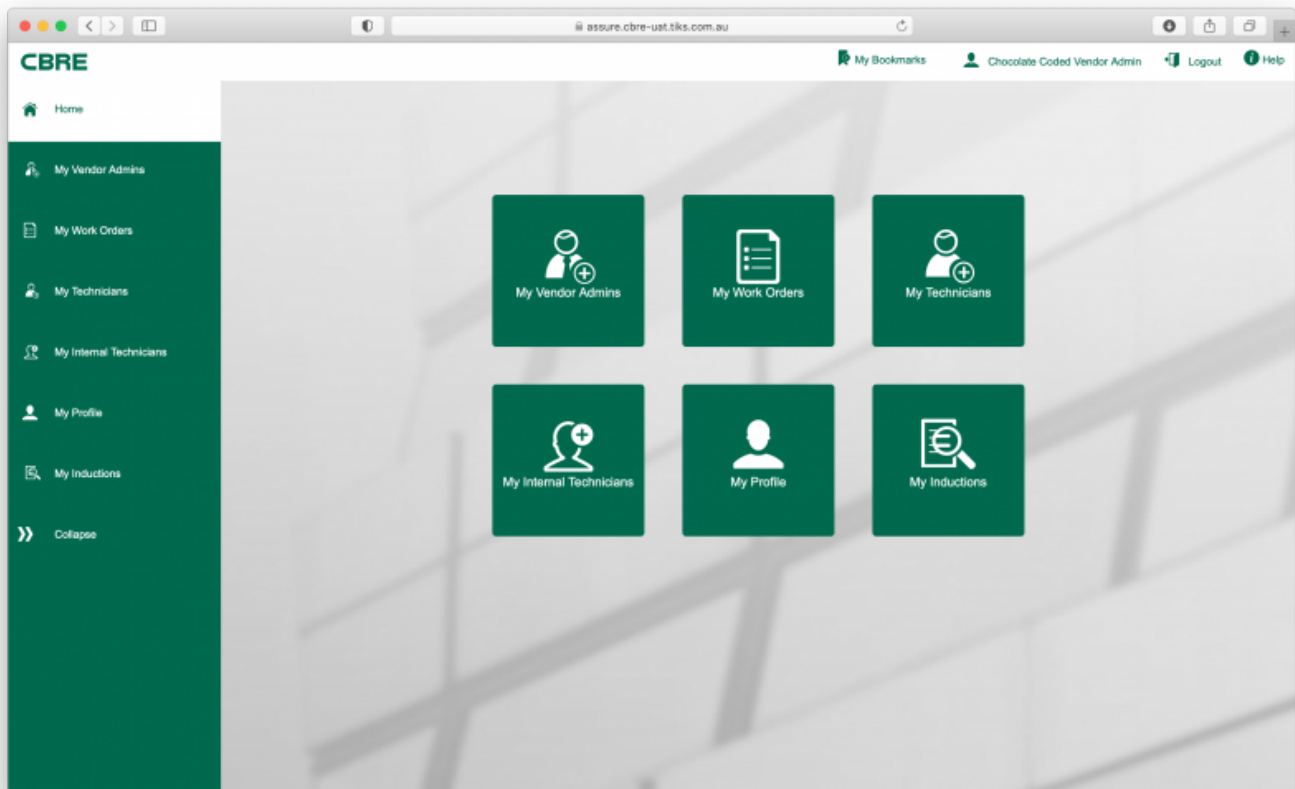 assure.cbre-uat.tiks.com.au
CBRE
My Bookmarks
Chocolate Coded Vendor Admin
Logout
Help
Home
My Vendor Admins
My Work Orders
My Technicians
My Internal Technicians
My Profile
My Inductions
Collapse
My Vendor Admins
My Work Orders
My Technicians
My Internal Technicians
My Profile
My Inductions